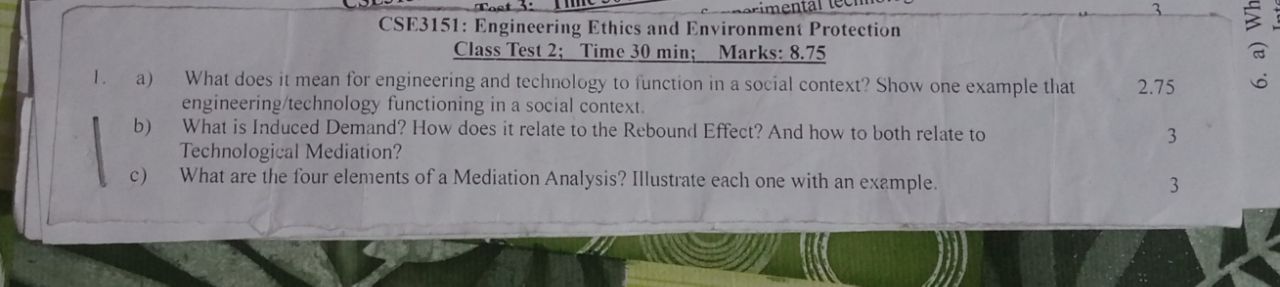 3
CSE3151: Engineering Ethics and Environment Protection
Class Test 2; Time 30 min; Marks: 8.75
1. a) What does it mean for engineering and technology to function in a social context? Show one example that 2.75
engineering/technology functioning in a social context.
b) What is Induced Demand? How does it relate to the Rebound Effect? And how to both relate to 3
Technological Mediation?
c) What are the four elements of a Mediation Analysis? Illustrate each one with an example. 3
6. a) Wh